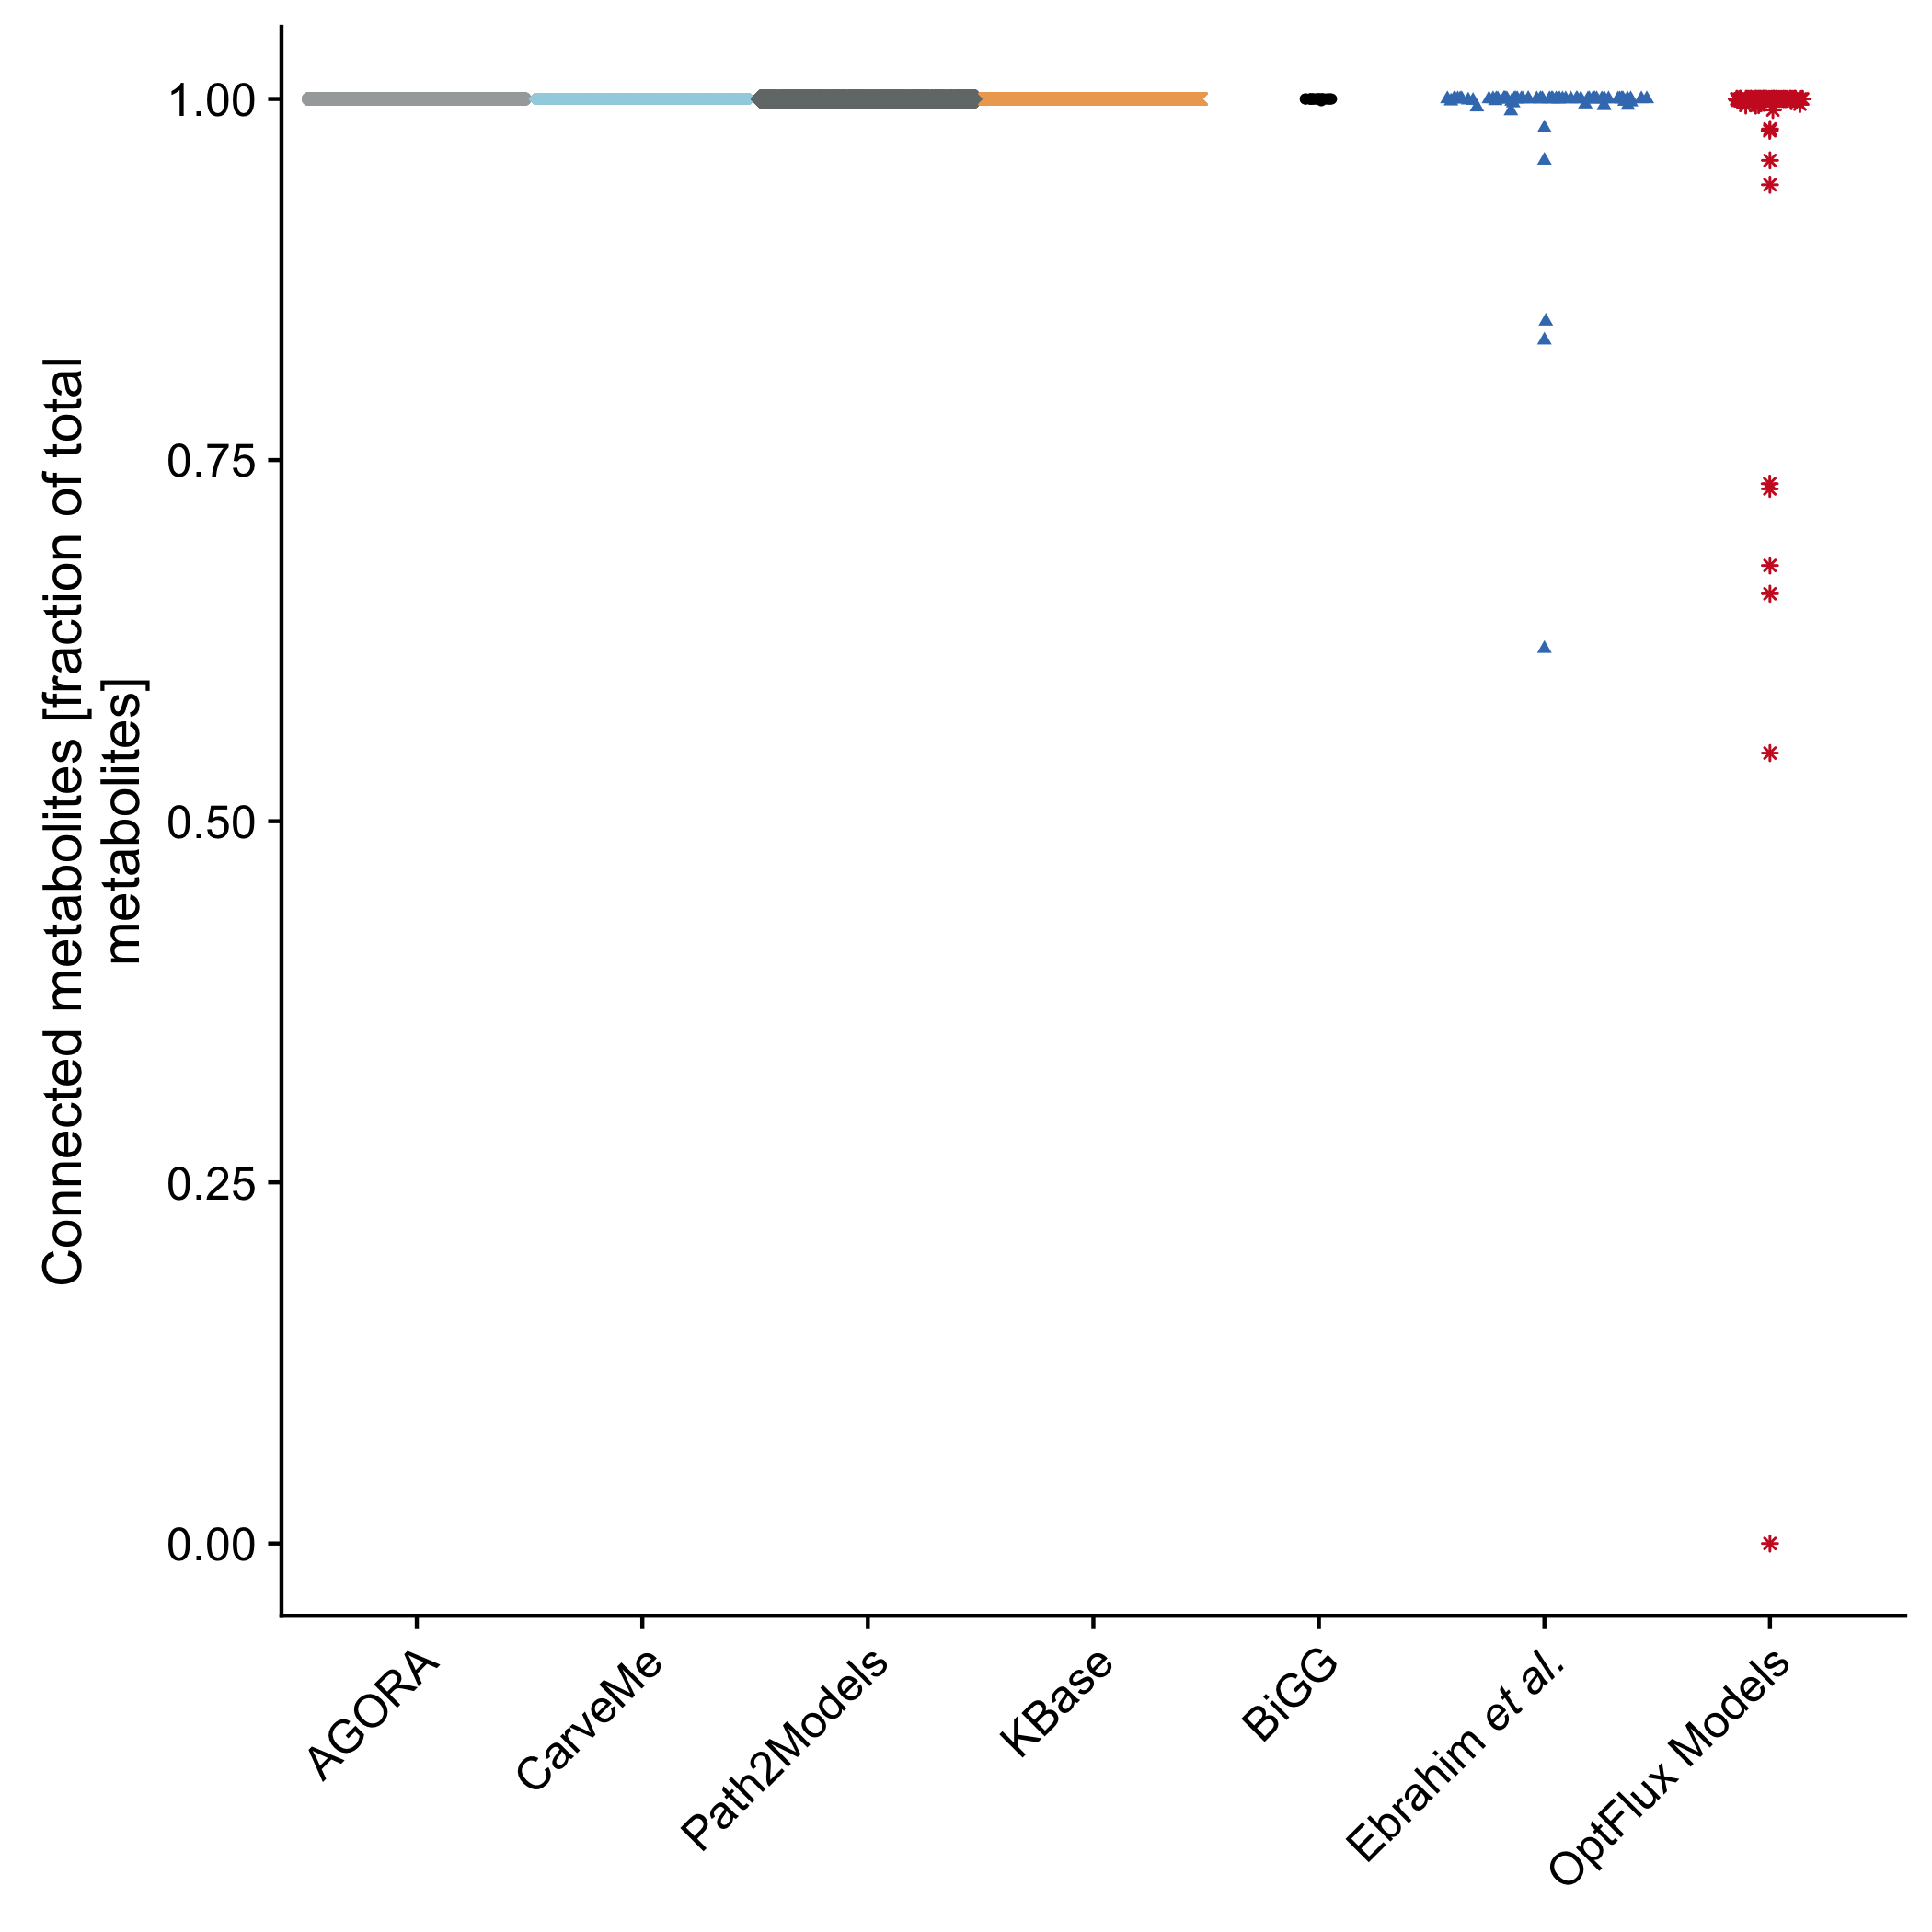 Connected metabolites [fraction of total
metabolites]
1.00
0.75
0.50
0.25
0.00
AGORA
CarveMe
Path2Models
KBase
BiGG
Ebrahim et al.
OptFlux Models